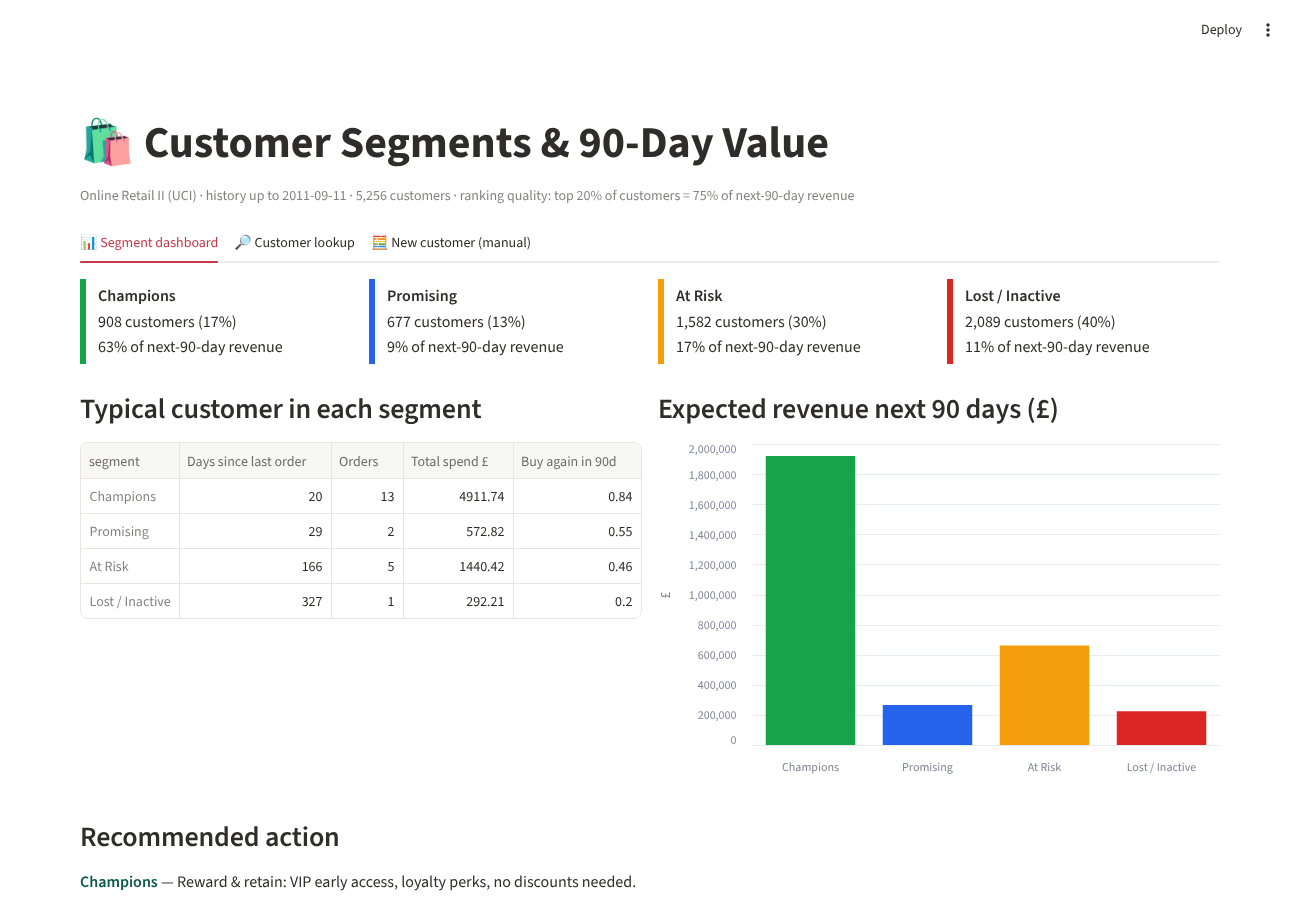 Deploy
Customer Segments & 90-Day Value
Online Retail II (UCI) · history up to 2011-09-11 · 5,256 customers · ranking quality: top 20% of customers = 75% of next-90-day revenue
Segment dashboard Customer lookup New customer (manual)
Champions
908 customers (17%)
63% of next-90-day revenue
Promising
677 customers (13%)
9% of next-90-day revenue
At Risk
1,582 customers (30%)
17% of next-90-day revenue
Lost / Inactive
2,089 customers (40%)
11% of next-90-day revenue
Typical customer in each segment
segment Days since last order Orders Total spend £ Buy again in 90d
Champions 20 13 4911.74 0.84
Promising 29 2 572.82 0.55
At Risk 166 5 1440.42 0.46
Lost / Inactive 327 1 292.21 0.2
Expected revenue next 90 days (£)
£
2,000,000
1,800,000
1,600,000
1,400,000
1,200,000
1,000,000
800,000
600,000
400,000
200,000
0
Champions Promising At Risk Lost / Inactive
Recommended action
Champions — Reward & retain: VIP early access, loyalty perks, no discounts needed.